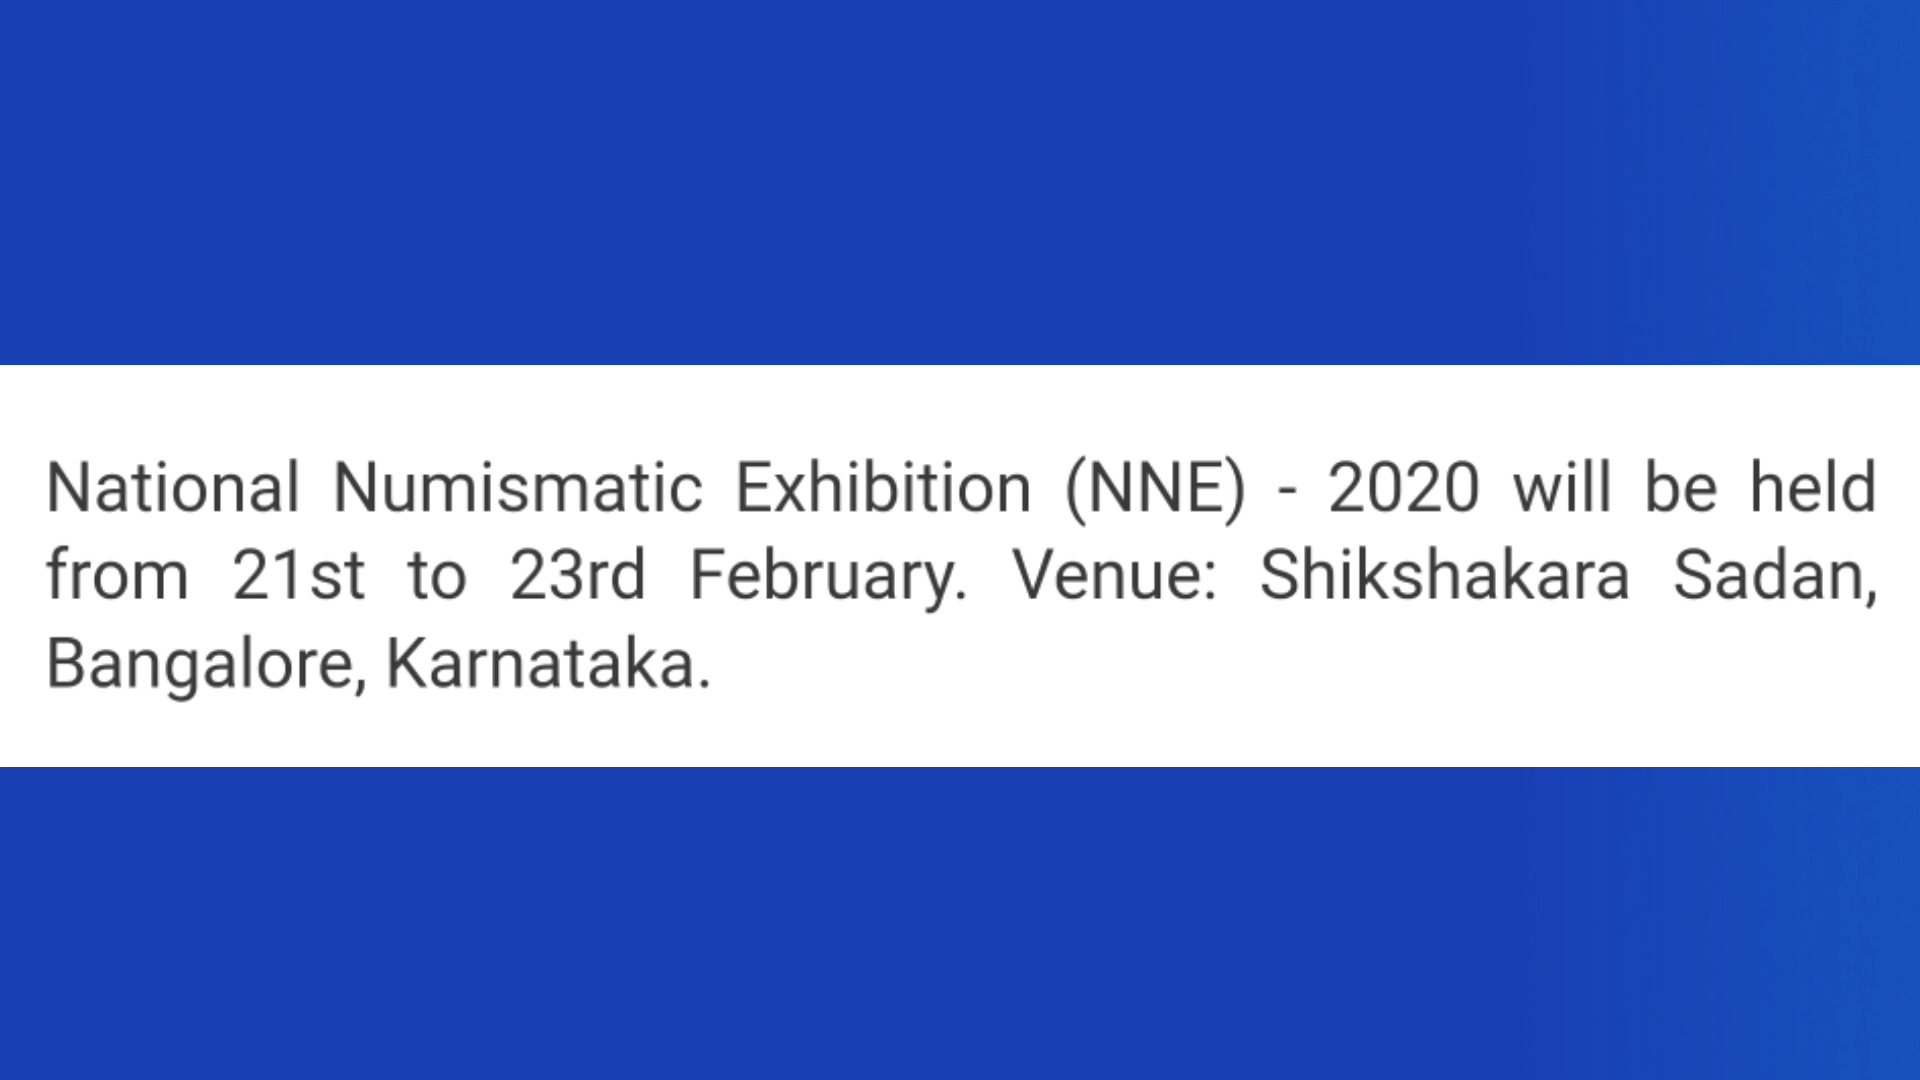 National Numismatic Exhibition (NNE) - 2020 will be held
from 21st to 23rd February. Venue: Shikshakara Sadan,
Bangalore, Karnataka.